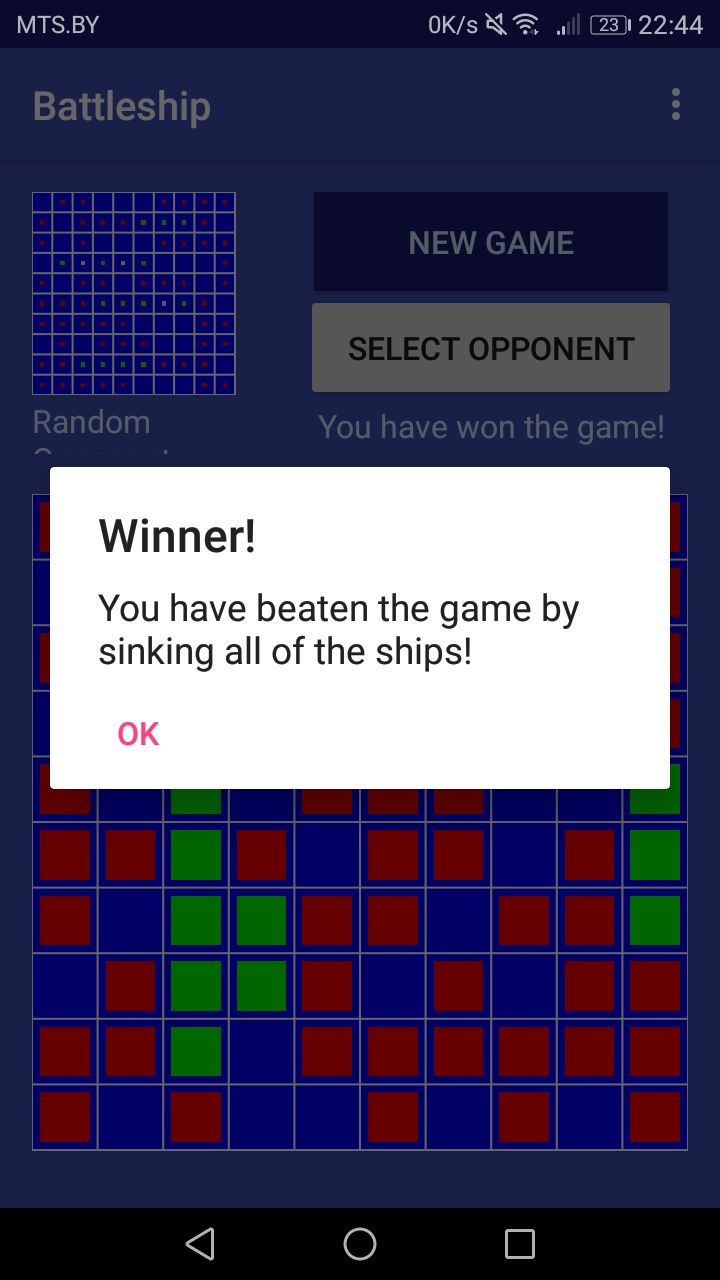 MTS.BY 0K/s 23 22:44
Battleship
NEW GAME
SELECT OPPONENT
Random
You have won the game!
Winner!
You have beaten the game by
sinking all of the ships!
OK